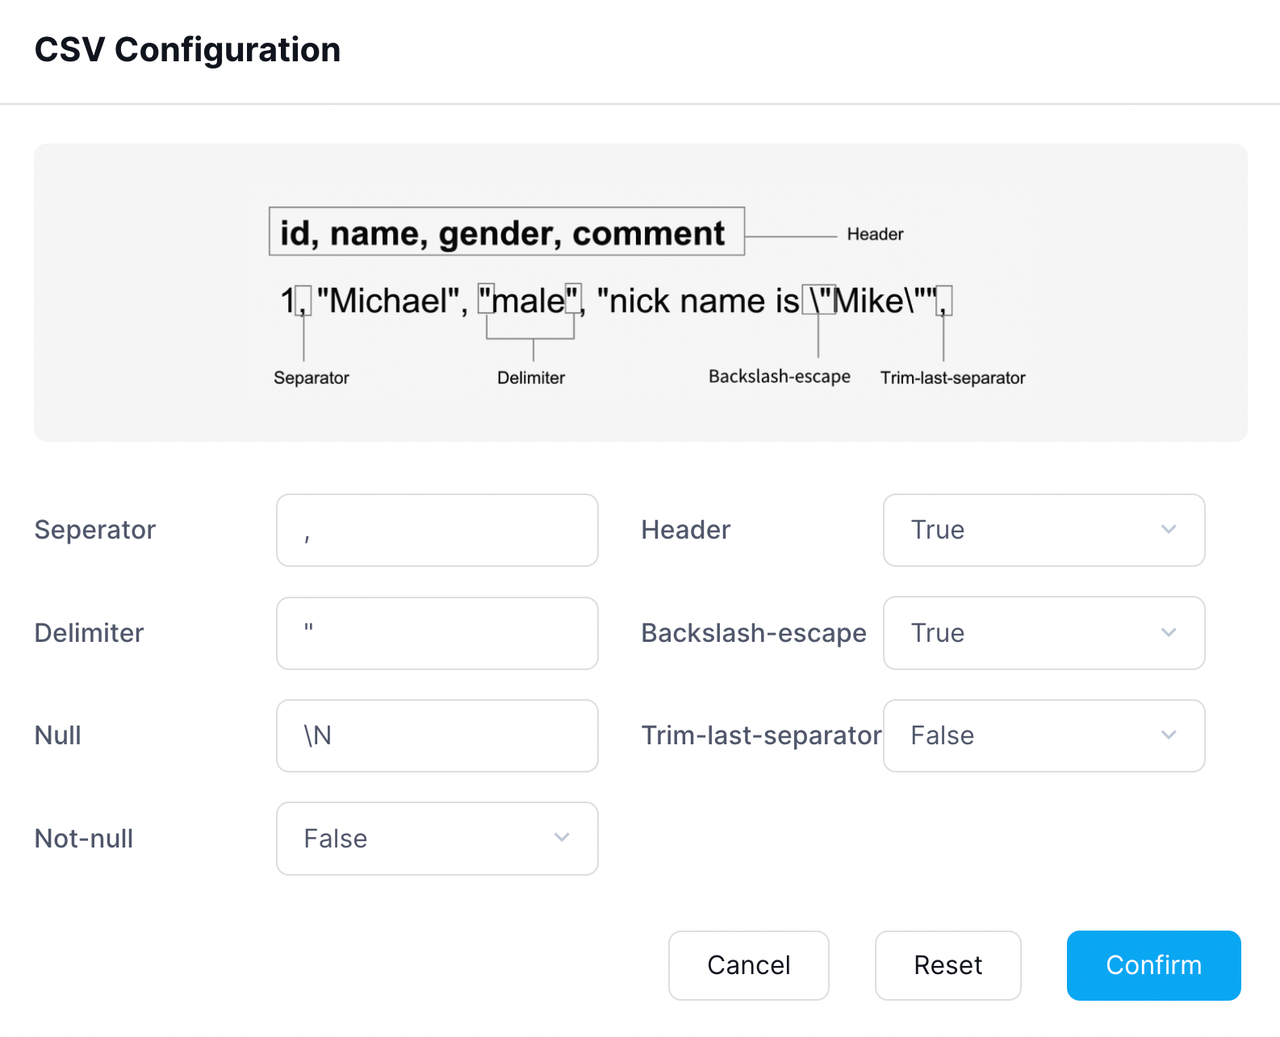 CSV Configuration
id, name, gender, comment
Header
1, "Michael", "male", "nick name is \"Mike\"",
Separator
Delimiter
Backslash-escape
Trim-last-separator
Seperator
,
Header
True
Delimiter
"
Backslash-escape
True
Null
\N
Trim-last-separator
False
Not-null
False
Cancel
Reset
Confirm